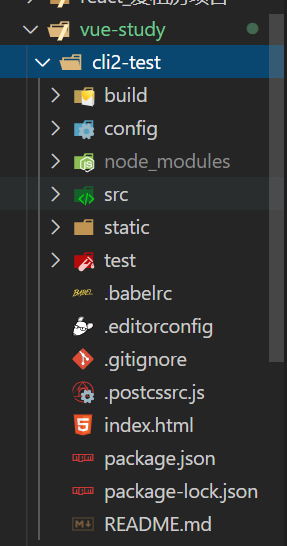 vue-study
cli2-test
build
config
node_modules
src
static
test
.babelrc
.editorconfig
.gitignore
.postcssrc.js
index.html
package.json
package-lock.json
README.md